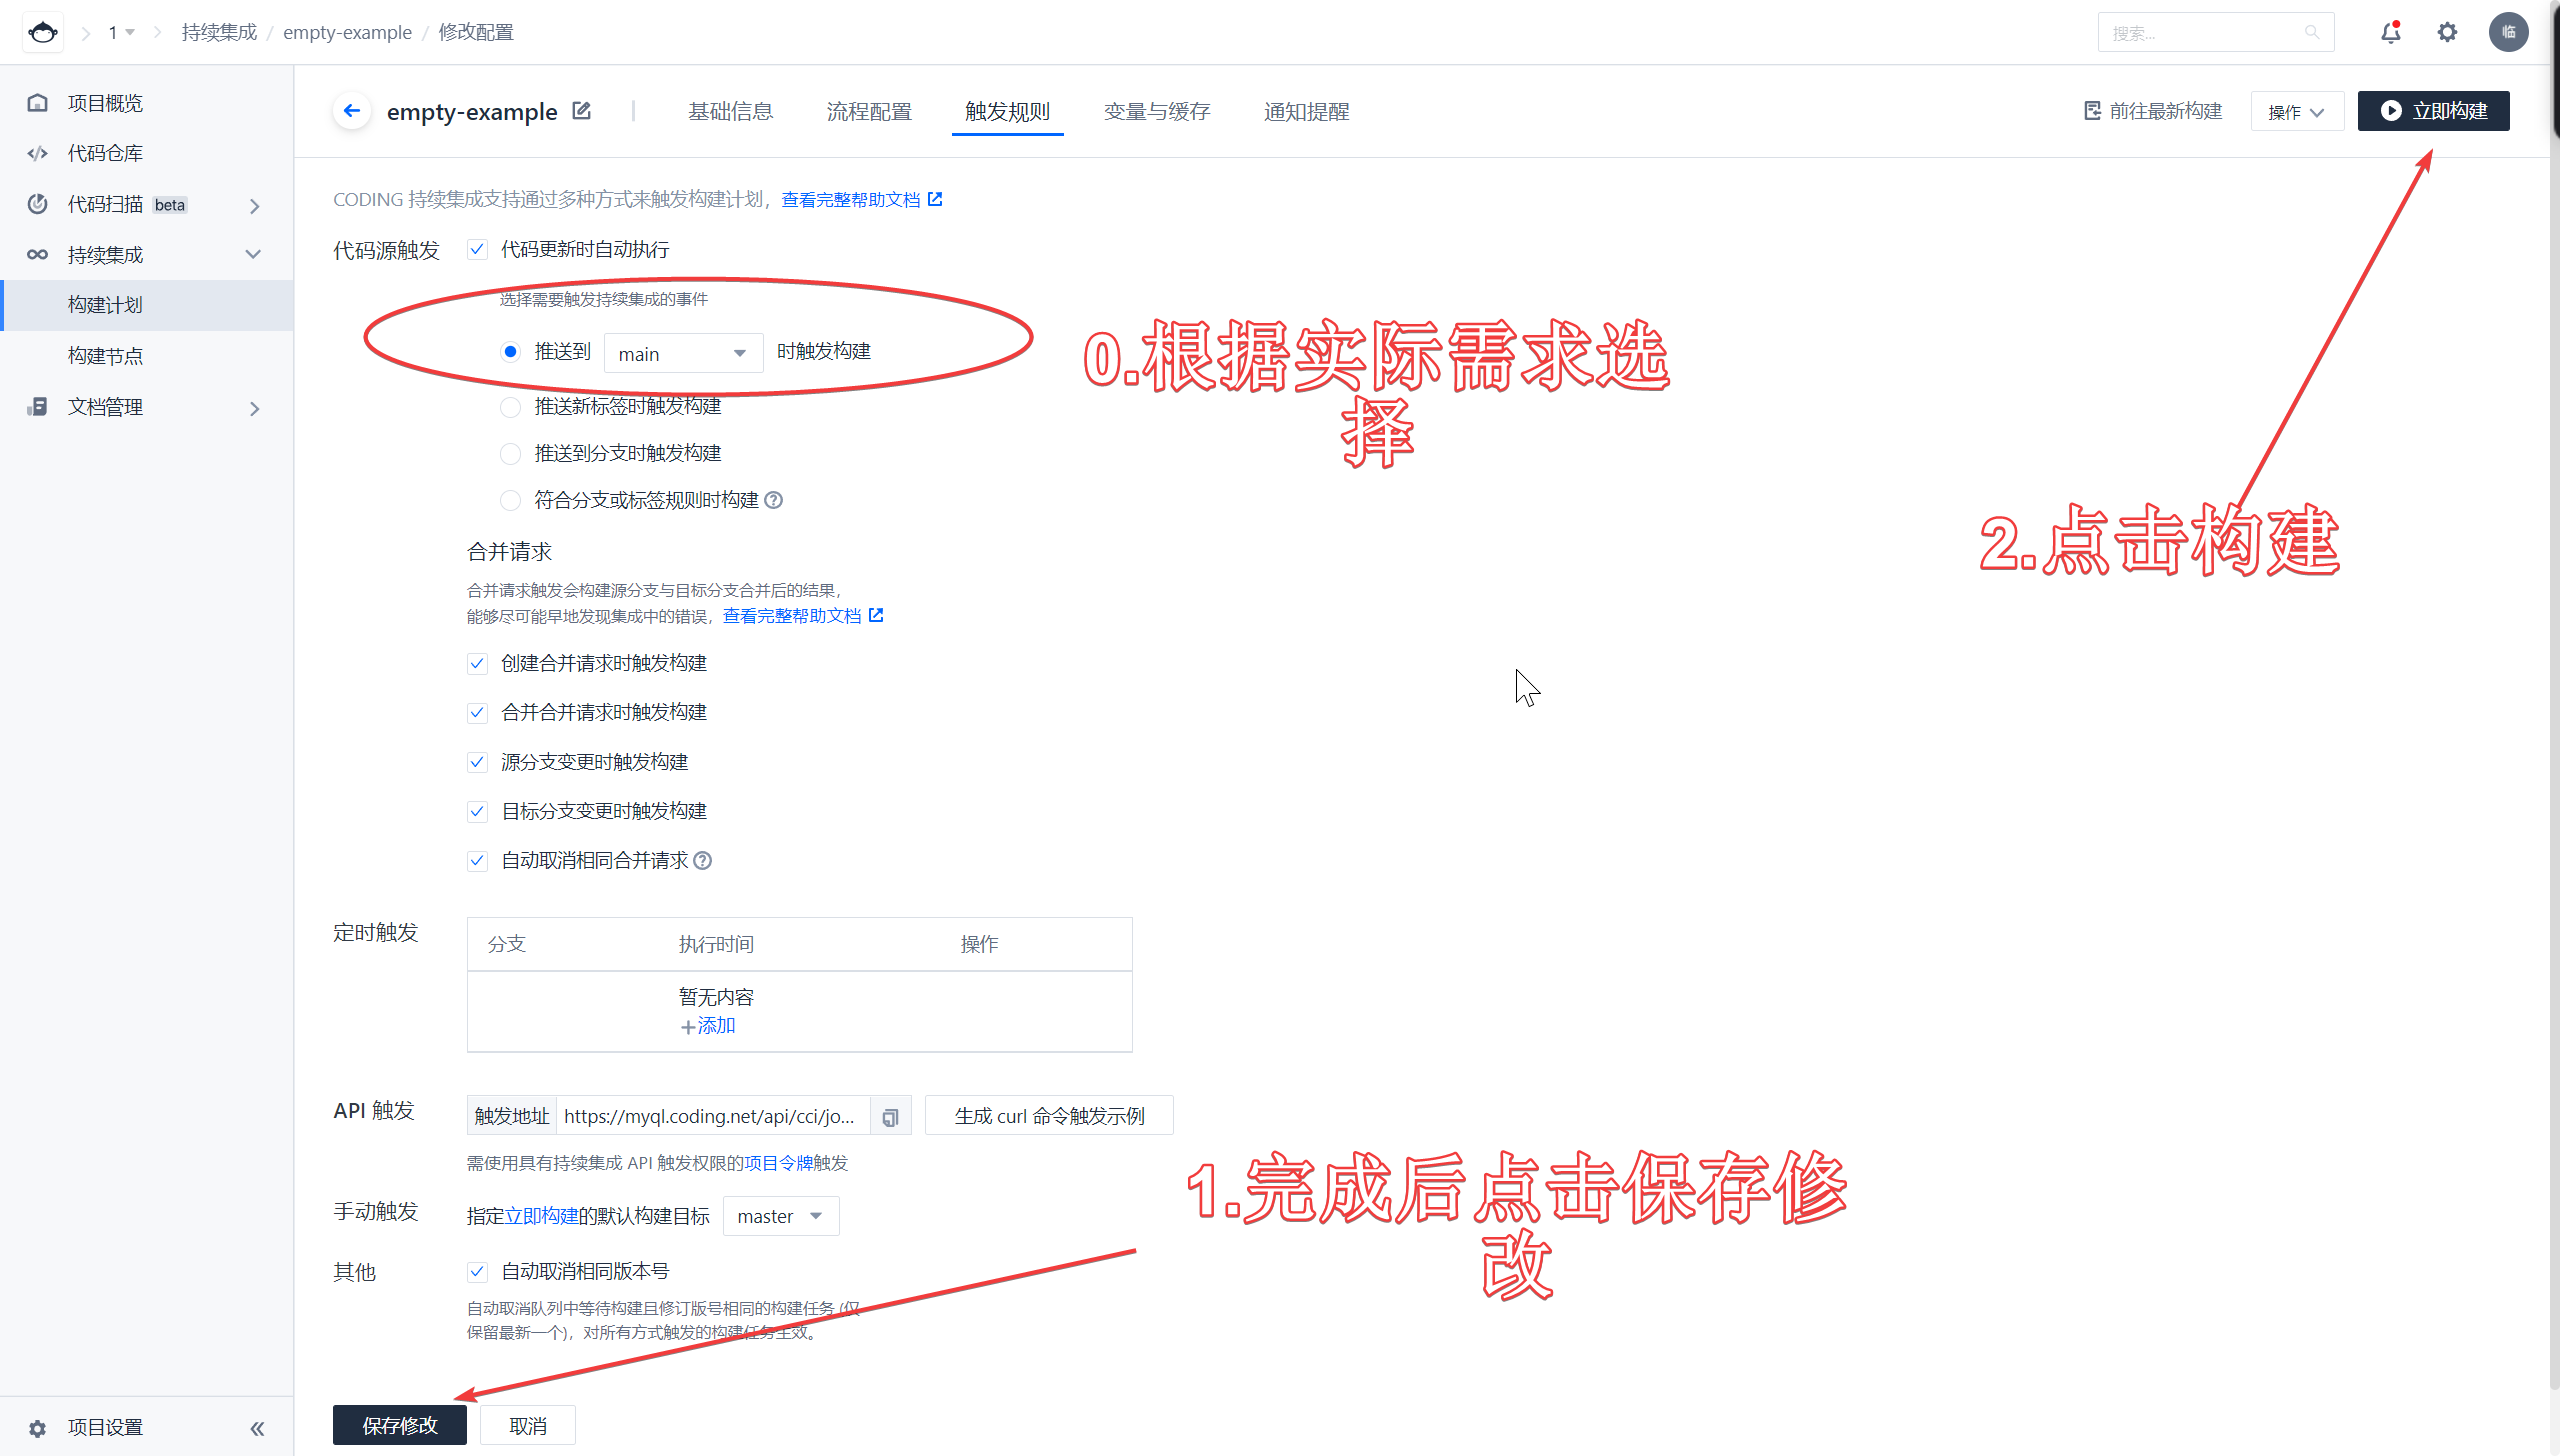 1
持续集成 / empty-example / 修改配置
搜索...
临
项目概览
代码仓库
代码扫描 beta
持续集成
构建计划
构建节点
文档管理
项目设置
empty-example
基础信息
流程配置
触发规则
变量与缓存
通知提醒
前往最新构建
操作
立即构建
CODING 持续集成支持通过多种方式来触发构建计划，查看完整帮助文档
代码源触发
代码更新时自动执行
选择需要触发持续集成的事件
推送到 main 时触发构建
推送新标签时触发构建
推送到分支时触发构建
符合分支或标签规则时构建
0.根据实际需求选
择
2.点击构建
合并请求
合并请求触发会构建源分支与目标分支合并后的结果，
能够尽可能早地发现集成中的错误，查看完整帮助文档
创建合并请求时触发构建
合并合并请求时触发构建
源分支变更时触发构建
目标分支变更时触发构建
自动取消相同合并请求
定时触发
分支 执行时间 操作
暂无内容
+添加
API 触发
触发地址 https://myql.coding.net/api/cci/jo...
生成 curl 命令触发示例
需使用具有持续集成 API 触发权限的项目令牌触发
1.完成后点击保存修
改
手动触发
指定立即构建的默认构建目标 master
其他
自动取消相同版本号
自动取消队列中等待构建且修订版号相同的构建任务 (仅
保留最新一个)，对所有方式触发的构建任务生效。
保存修改
取消